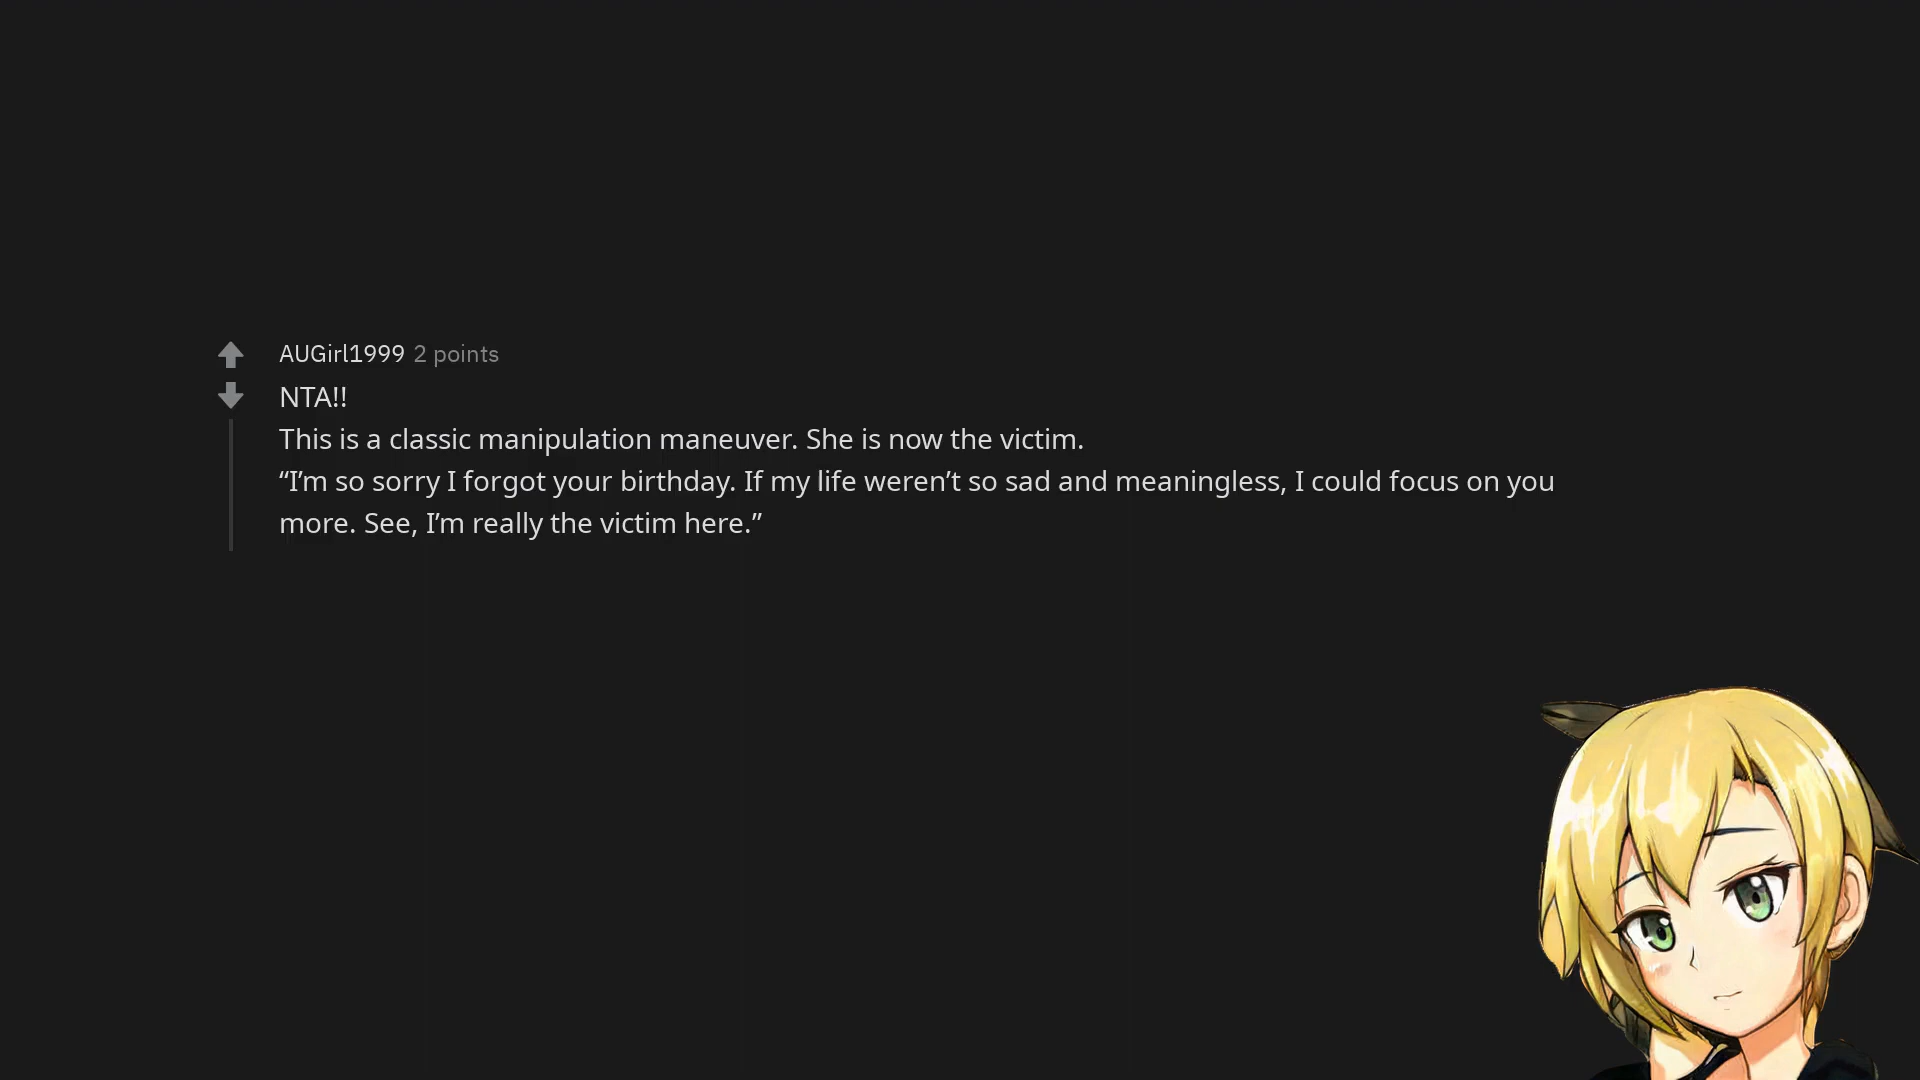 AUGirl1999 2 points
NTA!!
This is a classic manipulation maneuver. She is now the victim.
“I’m so sorry I forgot your birthday. If my life weren’t so sad and meaningless, I could focus on you
more. See, I’m really the victim here.”